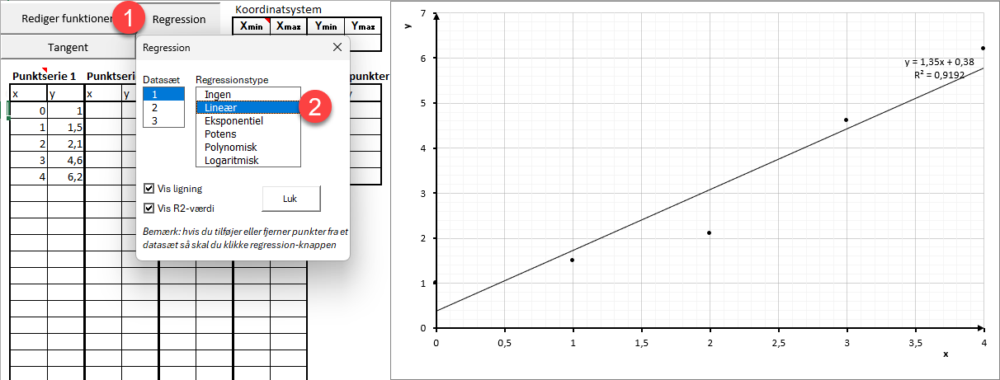 Rediger funktioner
1
Regression
Koordinatsystem
Xmin Xmax Ymin Ymax
Tangent
Regression
Punktserie 1 Punktseri
punkter
x y x y y
0 1
1 1,5
2 2,1
3 4,6
4 6,2
Datasæt
1
2
3
Regressionstype
Ingen
Lineær
2
Eksponentiel
Potens
Polynomisk
Logaritmisk
Vis ligning
Vis R2-værdi
Luk
Bemærk: hvis du tilføjer eller fjerner punkter fra et
datasæt så skal du klikke regression-knappen
y
7
6
5
4
3
2
1
0
y = 1,35x + 0,38
R² = 0,9192
0 0,5 1 1,5 2 2,5 3 3,5 4
x